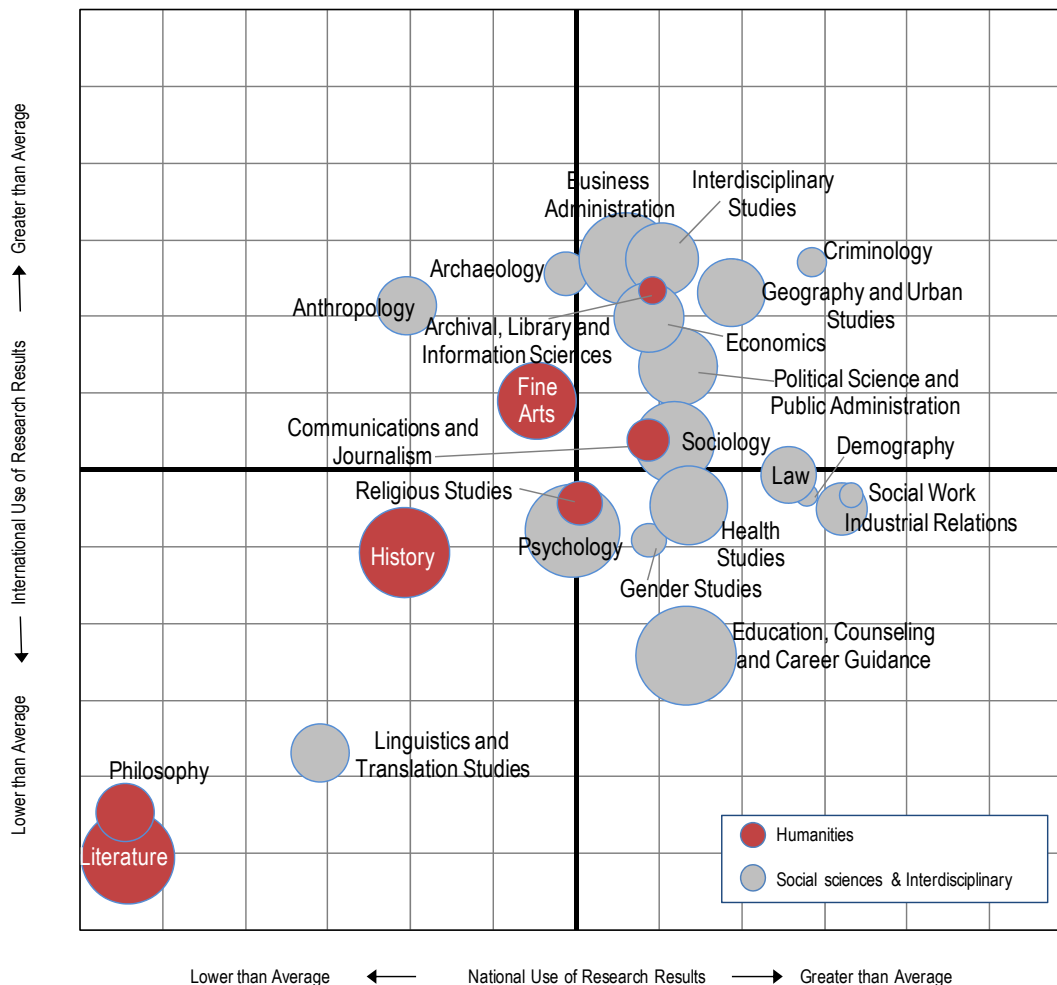 Business
Administration
Interdisciplinary
Studies
Criminology
Archaeology
Anthropology
Geography and Urban
Studies
Archival, Library and
Information Sciences
Economics
Political Science and
Public Administration
Fine
Arts
Communications and
Journalism
Sociology
Demography
Law
Religious Studies
Social Work
Industrial Relations
Psychology
Health
Studies
History
Gender Studies
Education, Counseling
and Career Guidance
Linguistics and
Translation Studies
Philosophy
Literature
Humanities
Social sciences & Interdisciplinary
Lower than Average
International Use of Research Results
Greater than Average
Lower than Average
National Use of Research Results
Greater than Average